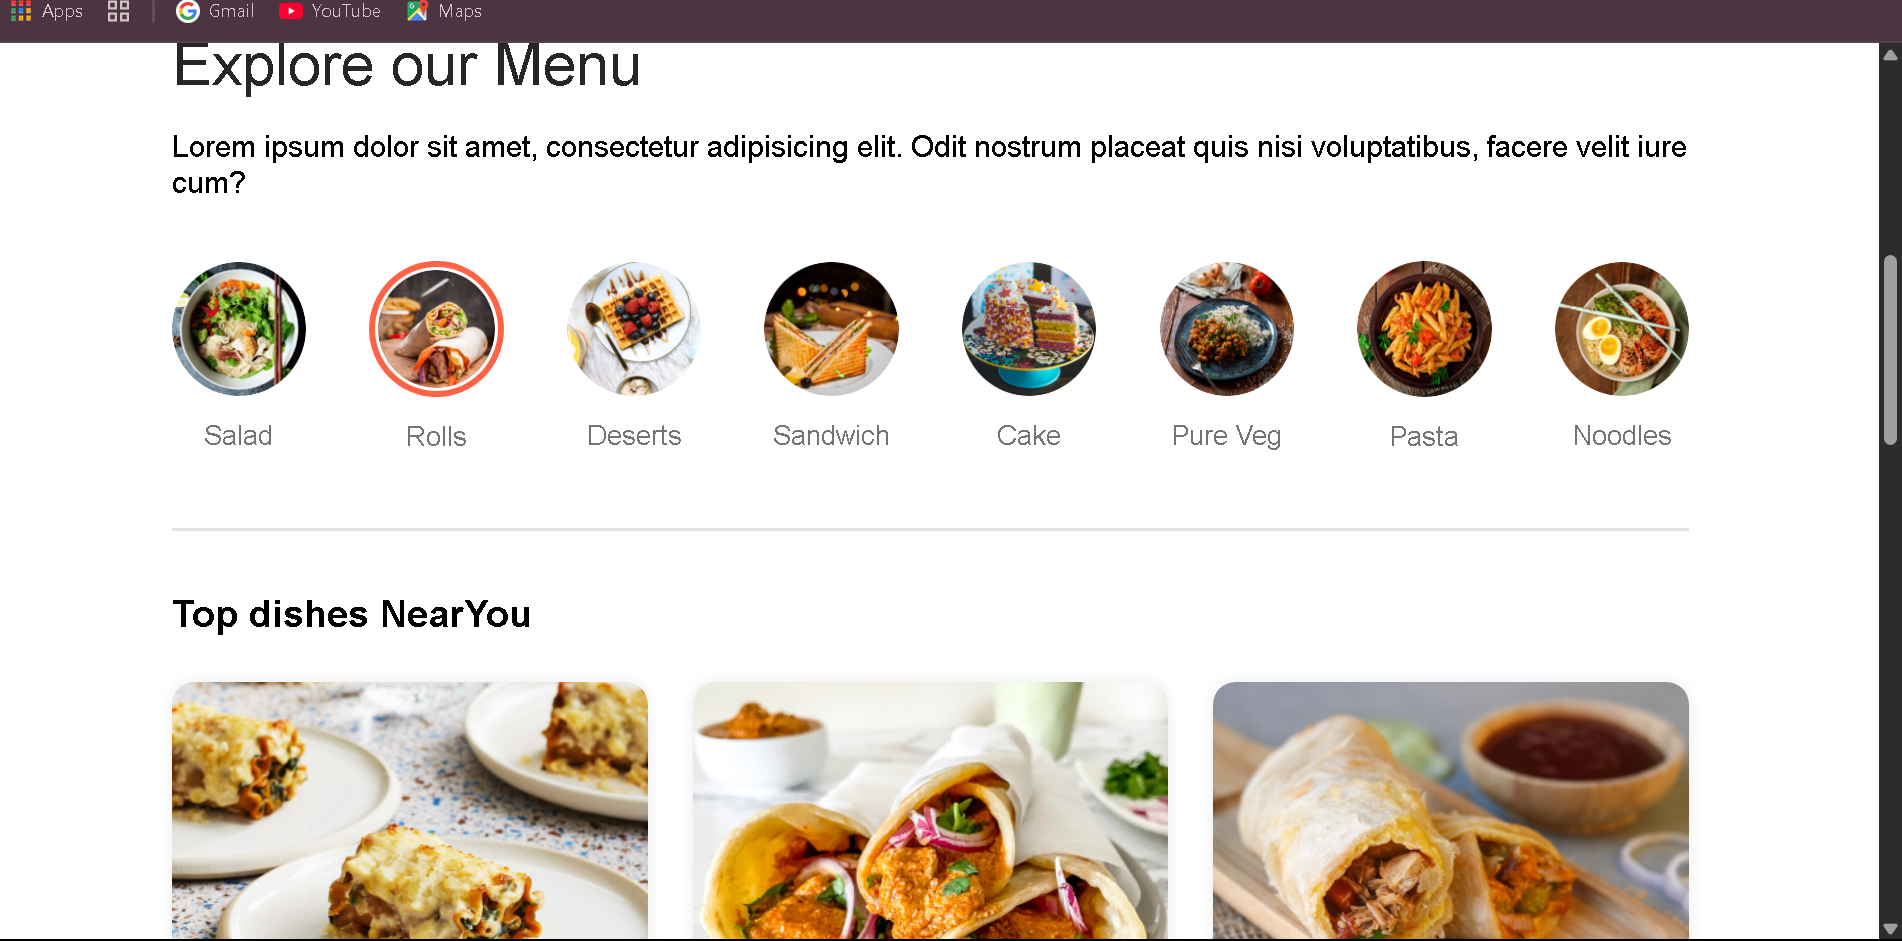 Apps Gmail YouTube Maps
Explore our Menu
Lorem ipsum dolor sit amet, consectetur adipisicing elit. Odit nostrum placeat quis nisi voluptatibus, facere velit iure
cum?
Salad Rolls Deserts Sandwich Cake Pure Veg Pasta Noodles
Top dishes NearYou